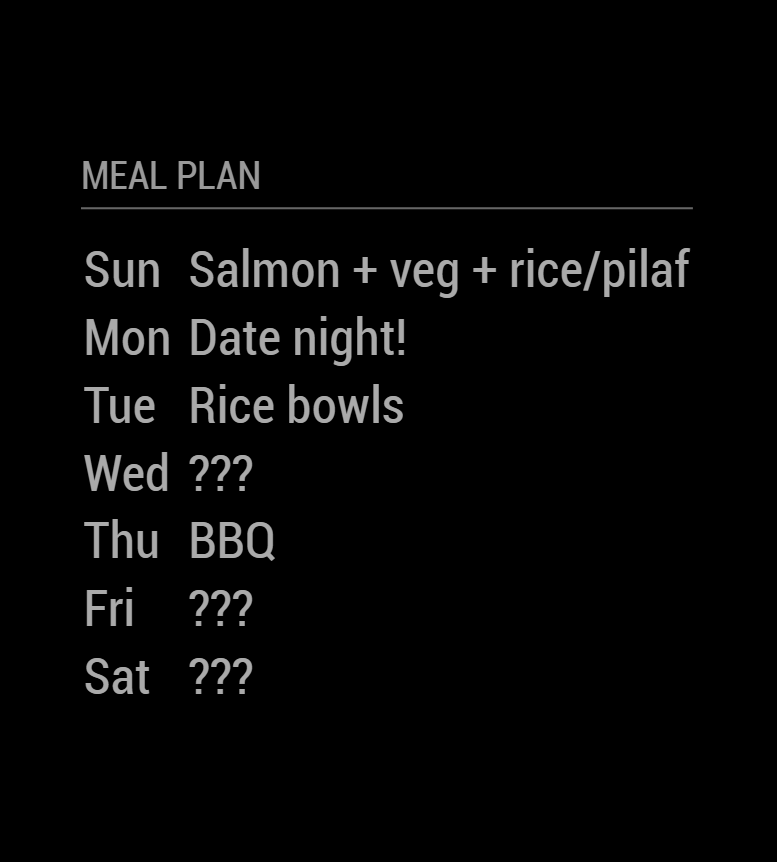 MEAL PLAN
Sun Salmon + veg + rice/pilaf
Mon Date night!
Tue Rice bowls
Wed ???
Thu BBQ
Fri ???
Sat ???